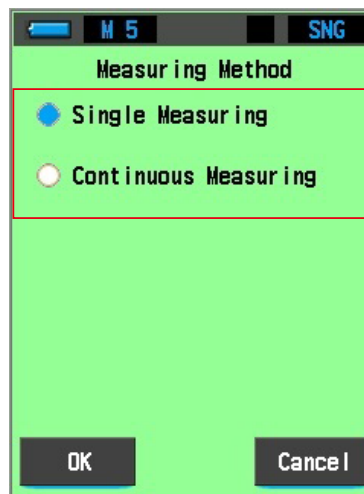 M 5 SNG
Measuring Method
Single Measuring
Continuous Measuring
OK Cancel